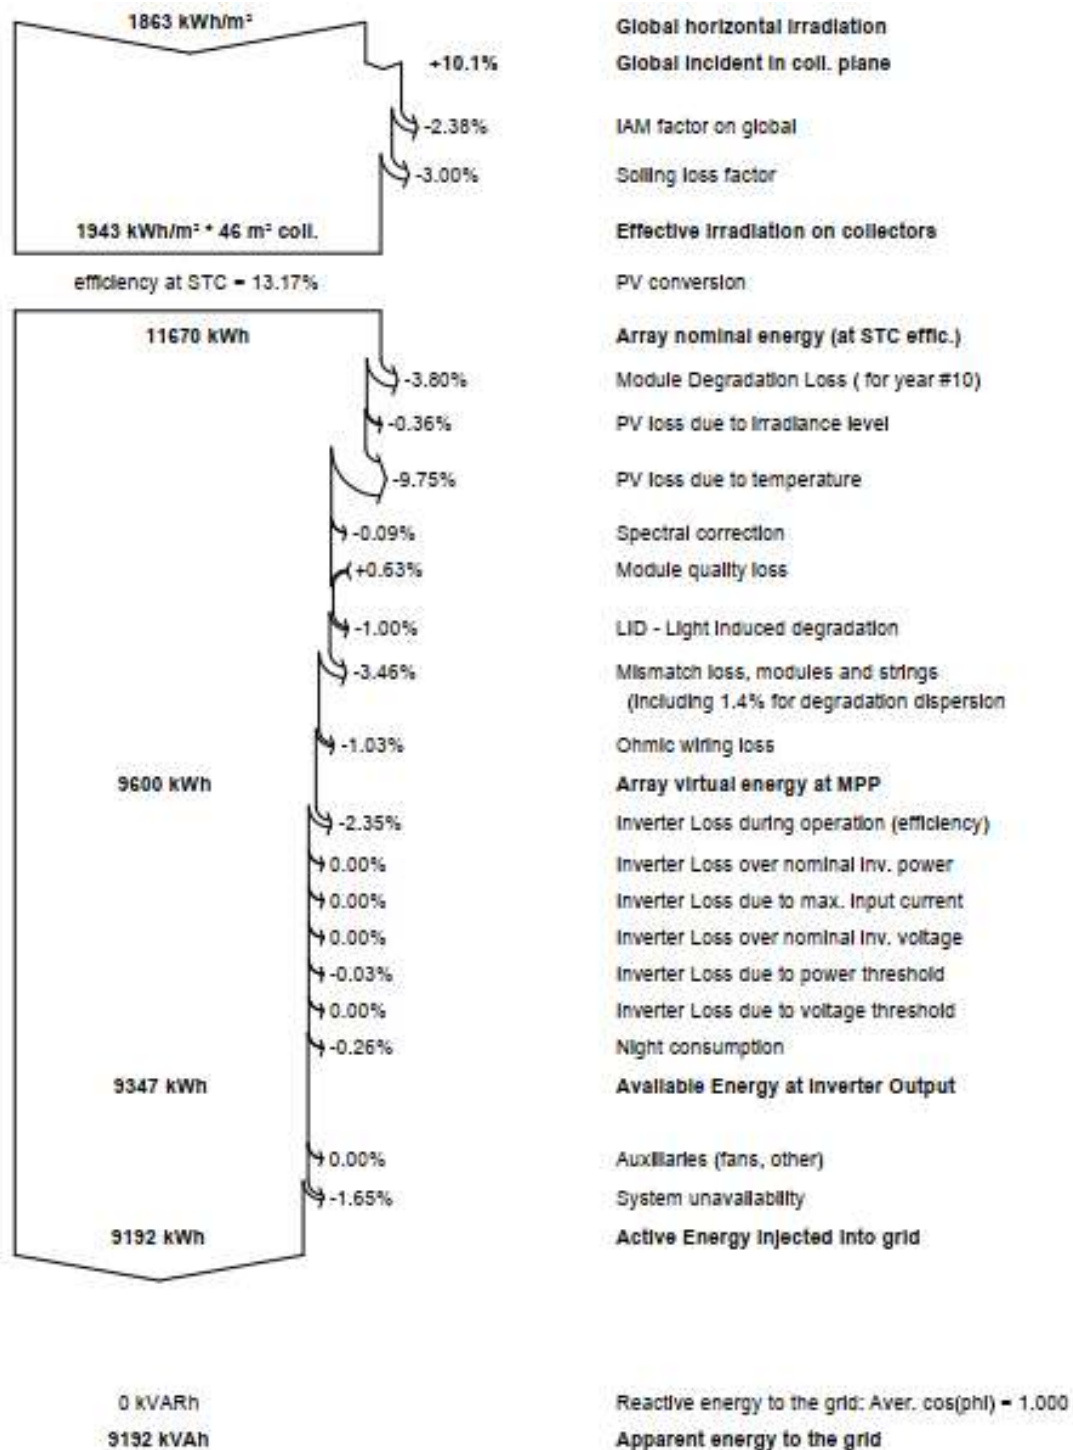 1863 kWh/m² Global horizontal irradiation
+10.1% Global incident in coll. plane
-2.38% IAM factor on global
-3.00% Soiling loss factor
1943 kWh/m² * 46 m² coll. Effective irradiation on collectors
efficiency at STC = 13.17% PV conversion
11670 kWh Array nominal energy (at STC effic.)
-3.80% Module Degradation Loss ( for year #10)
-0.36% PV loss due to irradiance level
-9.75% PV loss due to temperature
-0.09% Spectral correction
+0.63% Module quality loss
-1.00% LID - Light induced degradation
-3.46% Mismatch loss, modules and strings
(including 1.4% for degradation dispersion
-1.03% Ohmic wiring loss
9600 kWh Array virtual energy at MPP
-2.35% Inverter Loss during operation (efficiency)
0.00% Inverter Loss over nominal inv. power
0.00% Inverter Loss due to max. input current
0.00% Inverter Loss over nominal inv. voltage
-0.03% Inverter Loss due to power threshold
0.00% Inverter Loss due to voltage threshold
-0.26% Night consumption
9347 kWh Available Energy at Inverter Output
0.00% Auxiliaries (fans, other)
-1.65% System unavailability
9192 kWh Active Energy injected into grid
0 kVARh Reactive energy to the grid: Aver. cos(phi) = 1.000
9192 kVAh Apparent energy to the grid